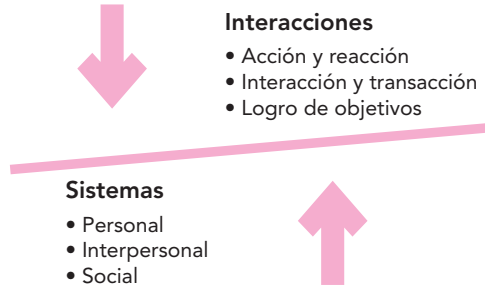 Interacciones
• Acción y reacción
• Interacción y transacción
• Logro de objetivos
Sistemas
• Personal
• Interpersonal
• Social